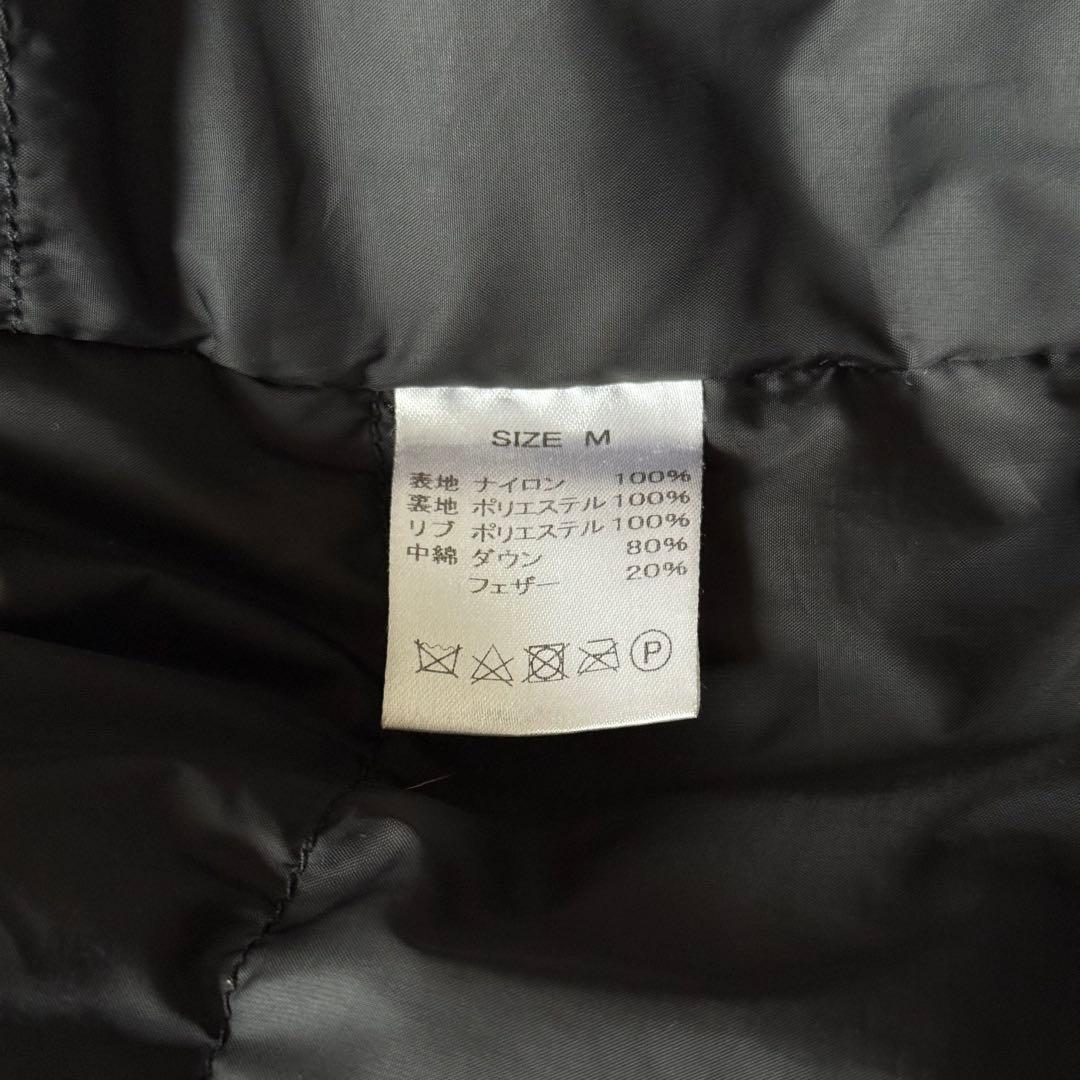 SIZE M
表地 ナイロン 100%
裏地 ポリエステル 100%
リブ ポリエステル 100%
中綿 ダウン 80%
フェザー 20%
P